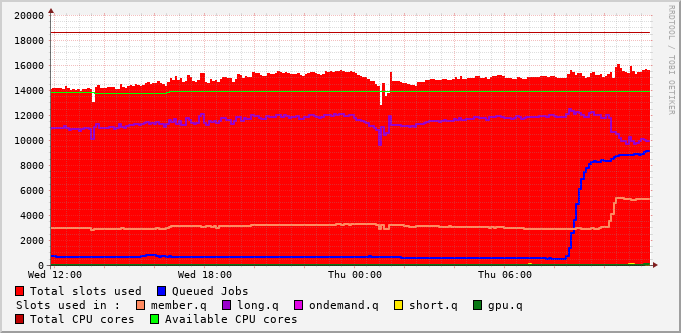 20000
18000
16000
14000
12000
10000
8000
6000
4000
2000
0
Wed 12:00 Wed 18:00 Thu 00:00 Thu 06:00
RRDTOOL / TOBI OETIKER
Total slots used Queued Jobs
Slots used in : member.q long.q ondemand.q short.q gpu.q
Total CPU cores Available CPU cores